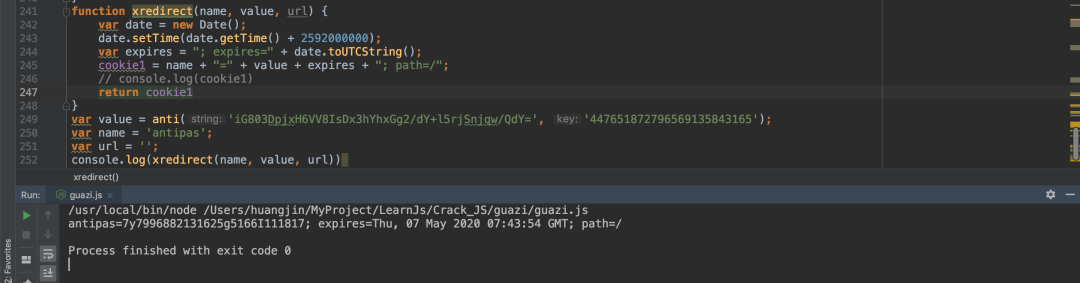 241 function xredirect(name, value, url) {
242 var date = new Date();
243 date.setTime(date.getTime() + 2592000000);
244 var expires = "; expires=" + date.toUTCString();
245 cookie1 = name + "=" + value + expires + "; path=/";
246 // console.log(cookie1)
247 return cookie1
248 }
249 var value = anti( string: 'iG803DpjxH6VV8IsDx3hYhxGg2/dY+l5rjSnjqw/QdY=', key: '447651872796569135843165');
250 var name = 'antipas';
251 var url = '';
252 console.log(xredirect(name, value, url))
xredirect()
Run: guazi.js ×
/usr/local/bin/node /Users/huangjin/MyProject/LearnJs/Crack_JS/guazi/guazi.js
antipas=7y7996882131625g5166I111817; expires=Thu, 07 May 2020 07:43:54 GMT; path=/
Process finished with exit code 0
2: Favorites